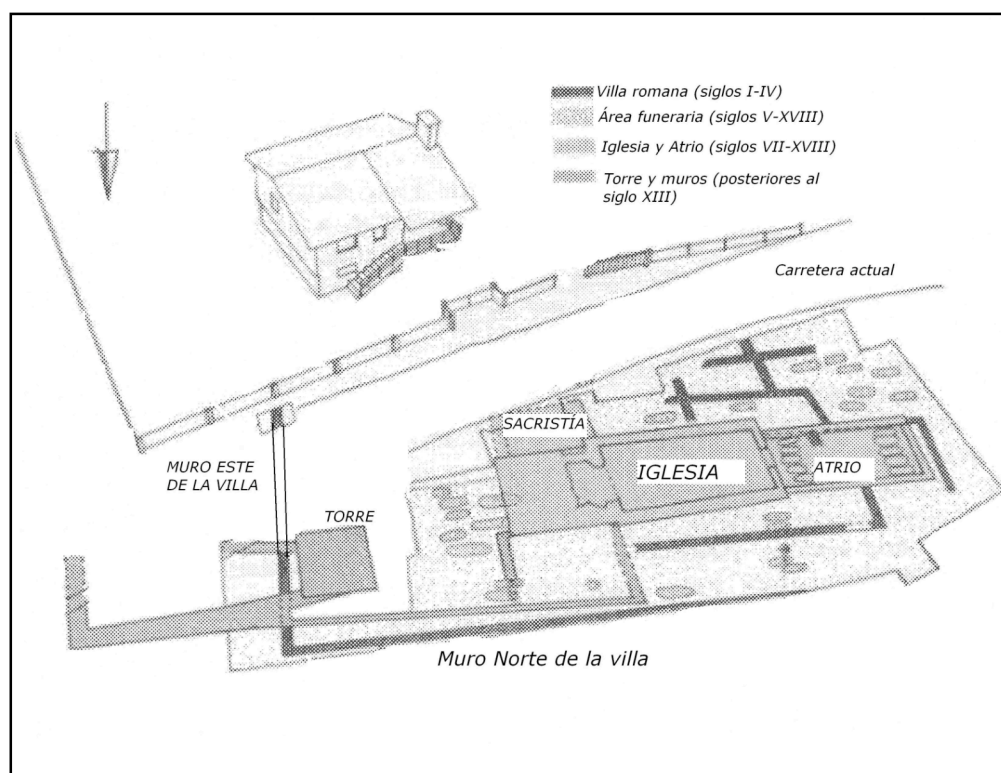 Villa romana (siglos I-IV)
Área funeraria (siglos V-XVIII)
Iglesia y Atrio (siglos VII-XVIII)
Torre y muros (posteriores al
siglo XIII)
Carretera actual
SACRISTÍA
MURO ESTE
DE LA VILLA
IGLESIA
ATRIO
TORRE
Muro Norte de la villa